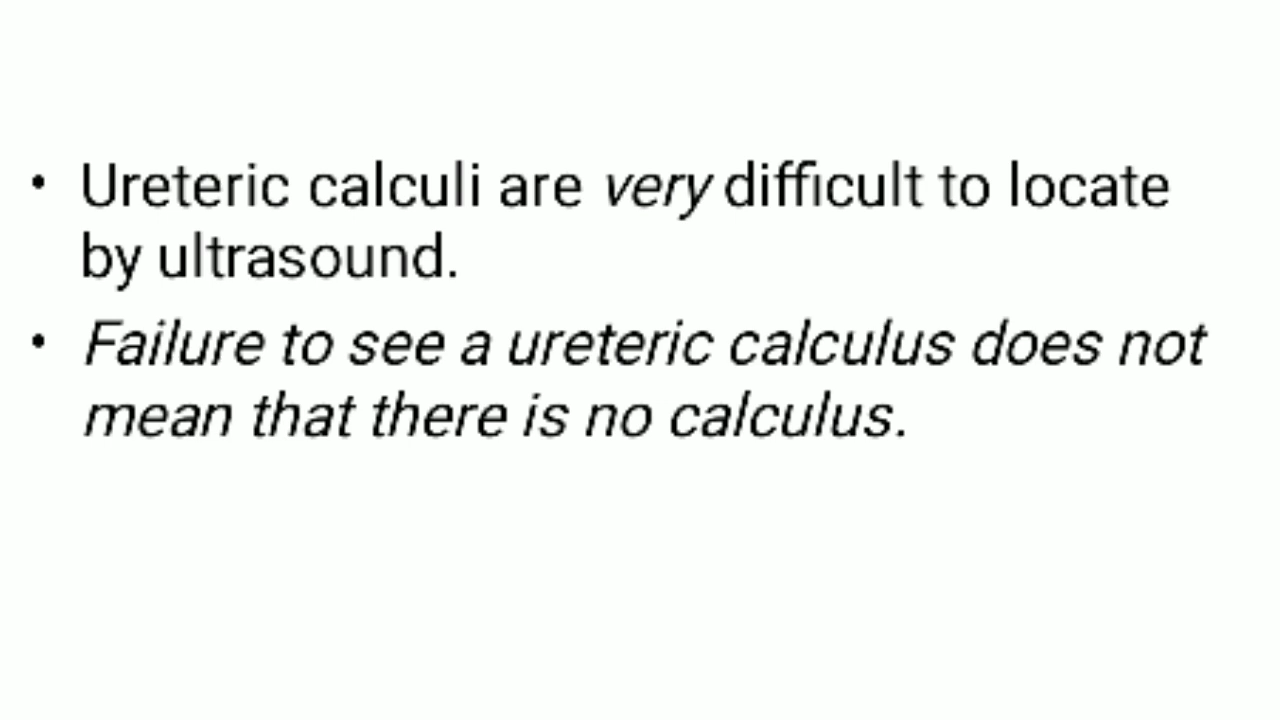 • Ureteric calculi are very difficult to locate
by ultrasound.
• Failure to see a ureteric calculus does not
mean that there is no calculus.